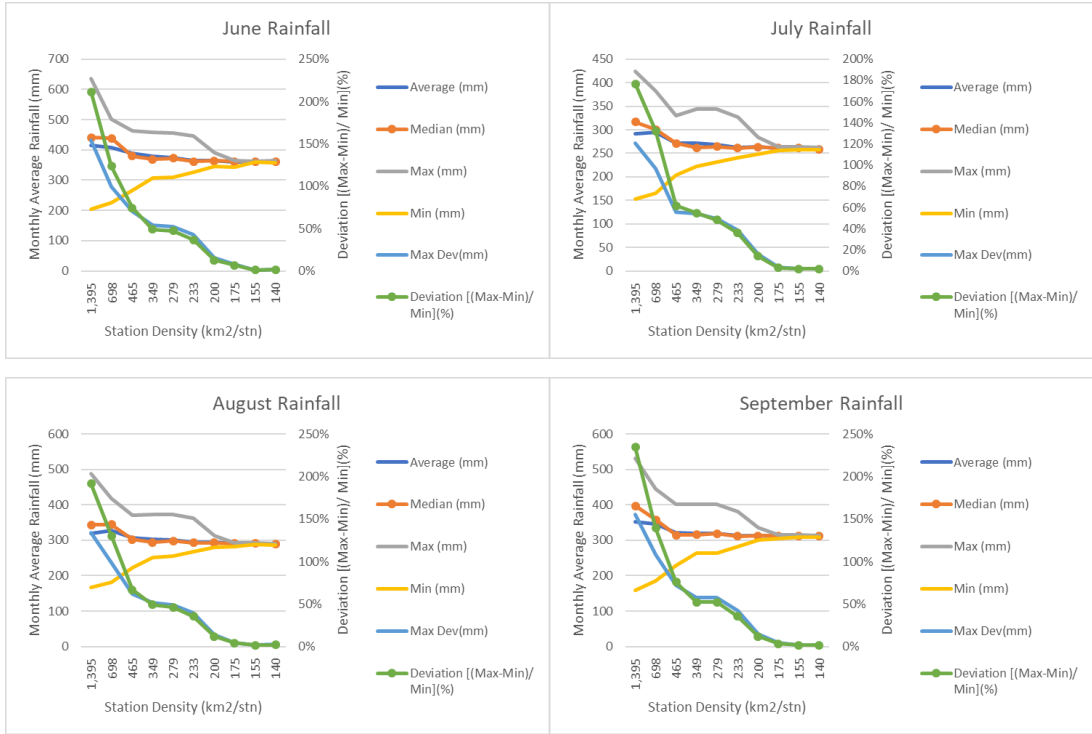 June Rainfall
Monthly Average Rainfall (mm)
700
600
500
400
300
200
100
0
250%
200%
150%
100%
50%
0%
Deviation [(Max-Min)/ Min](%)
1,395
698
465
349
279
233
200
175
155
140
Station Density (km2/stn)
Average (mm)
Median (mm)
Max (mm)
Min (mm)
Max Dev(mm)
Deviation [(Max-Min)/
Min](%)
July Rainfall
Monthly Average Rainfall (mm)
450
400
350
300
250
200
150
100
50
0
200%
180%
160%
140%
120%
100%
80%
60%
40%
20%
0%
Deviation [(Max-Min)/ Min](%)
1,395
698
465
349
279
233
200
175
155
140
Station Density (km2/stn)
Average (mm)
Median (mm)
Max (mm)
Min (mm)
Max Dev(mm)
Deviation [(Max-Min)/
Min](%)
August Rainfall
Monthly Average Rainfall (mm)
600
500
400
300
200
100
0
250%
200%
150%
100%
50%
0%
Deviation [(Max-Min)/ Min](%)
1,395
698
465
349
279
233
200
175
155
140
Station Density (km2/stn)
Average (mm)
Median (mm)
Max (mm)
Min (mm)
Max Dev(mm)
Deviation [(Max-Min)/
Min](%)
September Rainfall
Monthly Average Rainfall (mm)
600
500
400
300
200
100
0
250%
200%
150%
100%
50%
0%
Deviation [(Max-Min)/ Min](%)
1,395
698
465
349
279
233
200
175
155
140
Station Density (km2/stn)
Average (mm)
Median (mm)
Max (mm)
Min (mm)
Max Dev(mm)
Deviation [(Max-Min)/
Min](%)